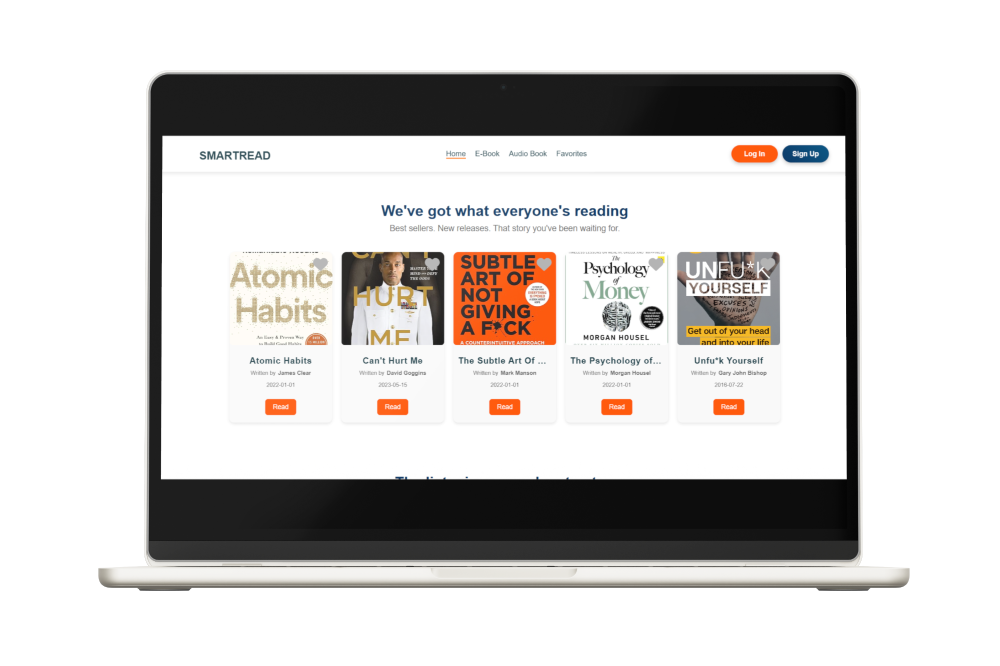 SMARTREAD
Home E-Book Audio Book Favorites
Log In Sign Up
We've got what everyone's reading
Best sellers. New releases. That story you've been waiting for.
Atomic
Habits
An Easy & Proven Way
to Build Good Habits
Atomic Habits
Written by James Clear
2022-01-01
Read
HURT
ME
Can't Hurt Me
Written by David Goggins
2023-05-15
Read
SUBTLE
ART OF
NOT
GIVING
A F*CK
A COUNTERINTUITIVE APPROACH
The Subtle Art Of ...
Written by Mark Manson
2022-01-01
Read
The
Psychology
of
Money
MORGAN HOUSEL
The Psychology of...
Written by Morgan Housel
2022-01-01
Read
UNFU*K
YOURSELF
EXCUSES
Get out of your head
and into your life
Unfu*k Yourself
Written by Gary John Bishop
2016-07-22
Read